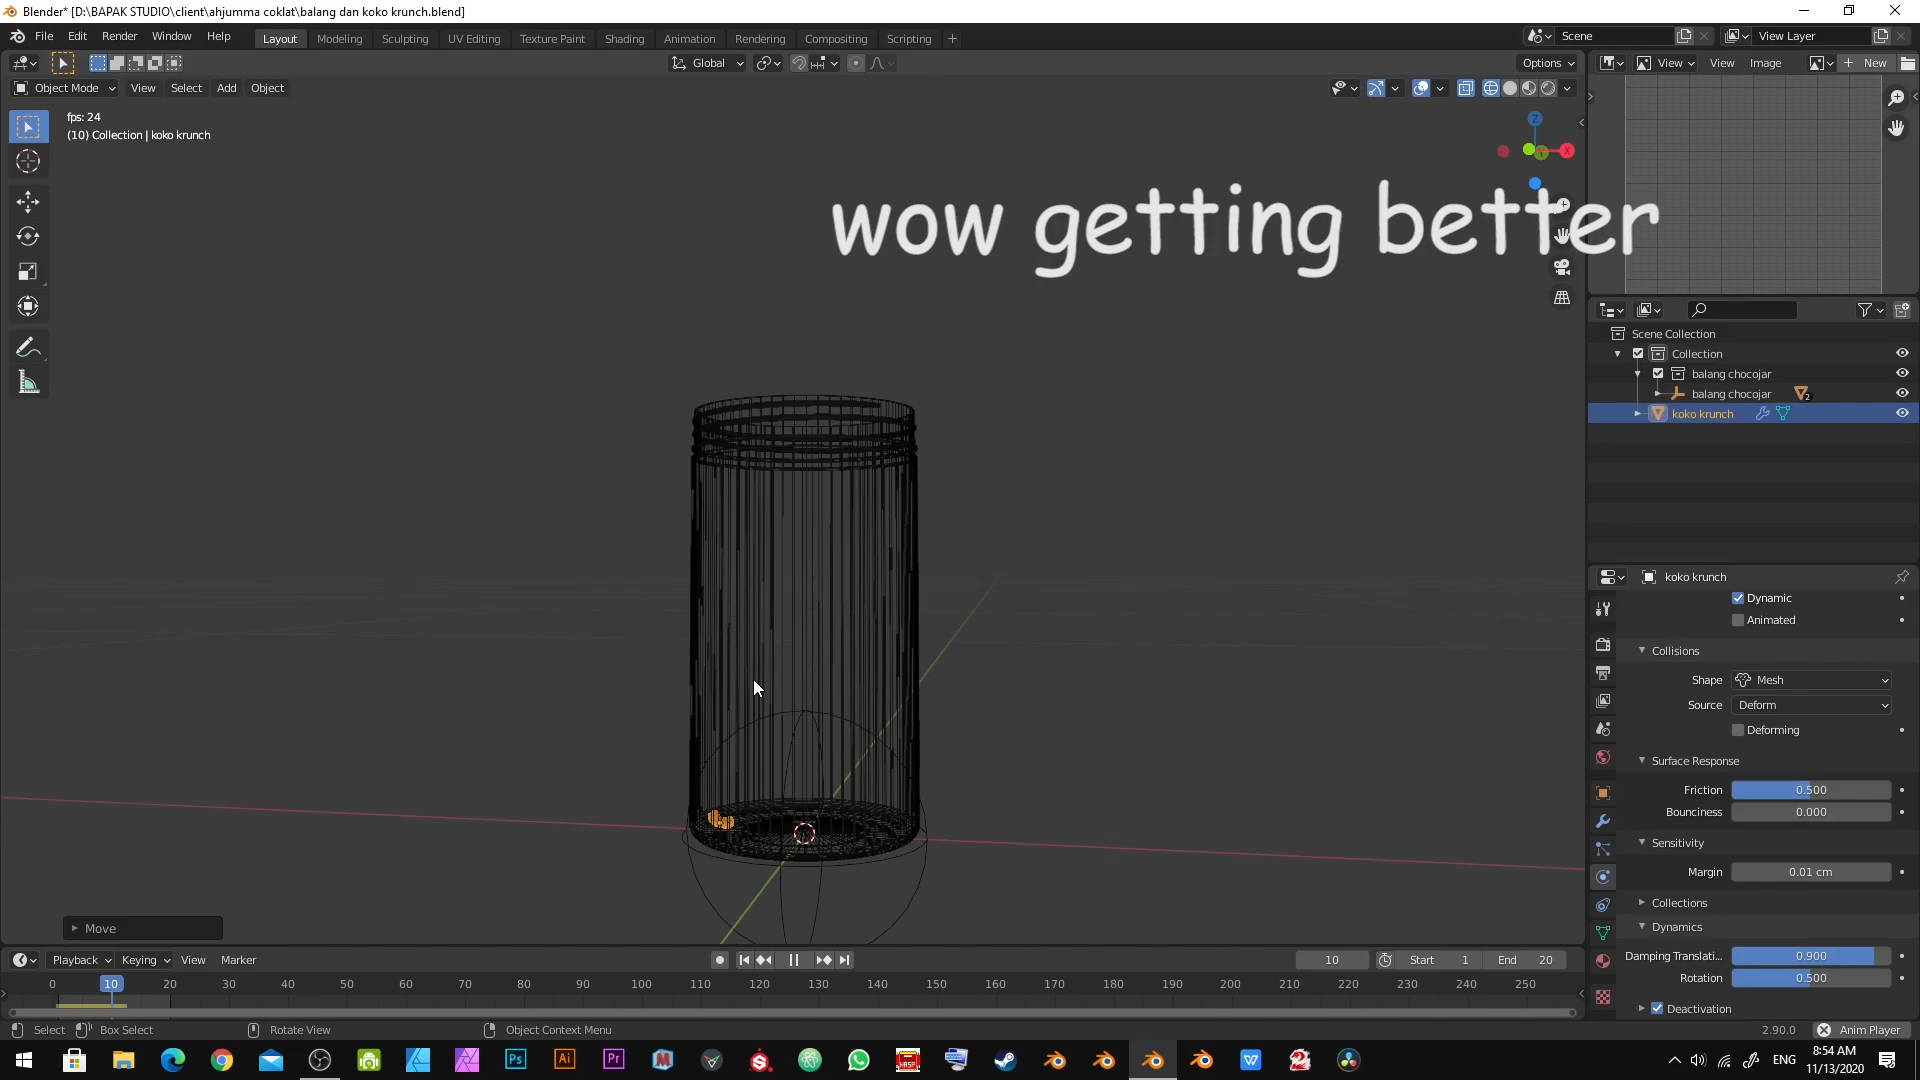 Blender* [D:\BAPAK STUDIO\client\ahjumma coklat\balang dan koko krunch.blend]
File Edit Render Window Help Layout Modeling Sculpting UV Editing Texture Paint Shading Animation Rendering Compositing Scripting Scene View Layer
Global Options View View Image New
Object Mode View Select Add Object
fps: 24
(10) Collection | koko krunch
Z
X
wow getting better
Scene Collection
Collection
balang chocojar
balang chocojar 2
koko krunch
koko krunch
Dynamic
Animated
Collisions
Shape Mesh
Source Deform
Deforming
Surface Response
Friction 0.500
Bounciness 0.000
Sensitivity
Margin 0.01 cm
Collections
Dynamics
Damping Translati... 0.900
Rotation 0.500
Deactivation
Move
Playback Keying View Marker 10 Start 1 End 20
0 10 20 30 40 50 60 70 80 90 100 110 120 130 140 150 160 170 180 190 200 210 220 230 240 250
Select Box Select Rotate View Object Context Menu 2.90.0 Anim Player
Ps Ai Pr ENG 8:54 AM
11/13/2020